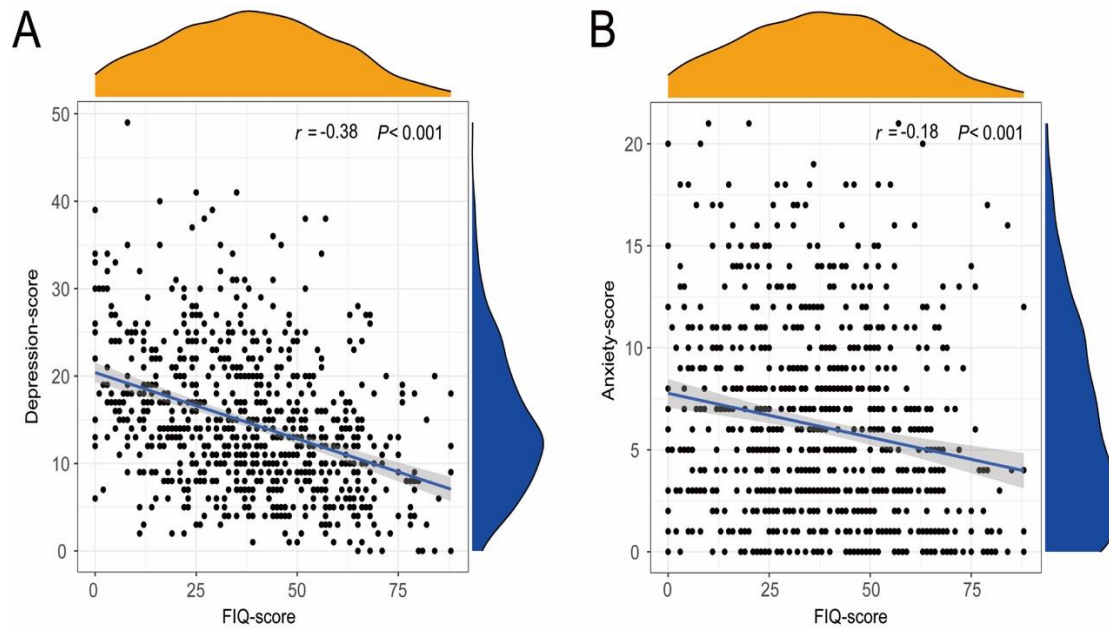 A
r = -0.38 P< 0.001
50
40
30
20
10
0
Depression-score
0 25 50 75
FIQ-score
B
r = -0.18 P< 0.001
20
15
10
5
0
Anxiety-score
0 25 50 75
FIQ-score